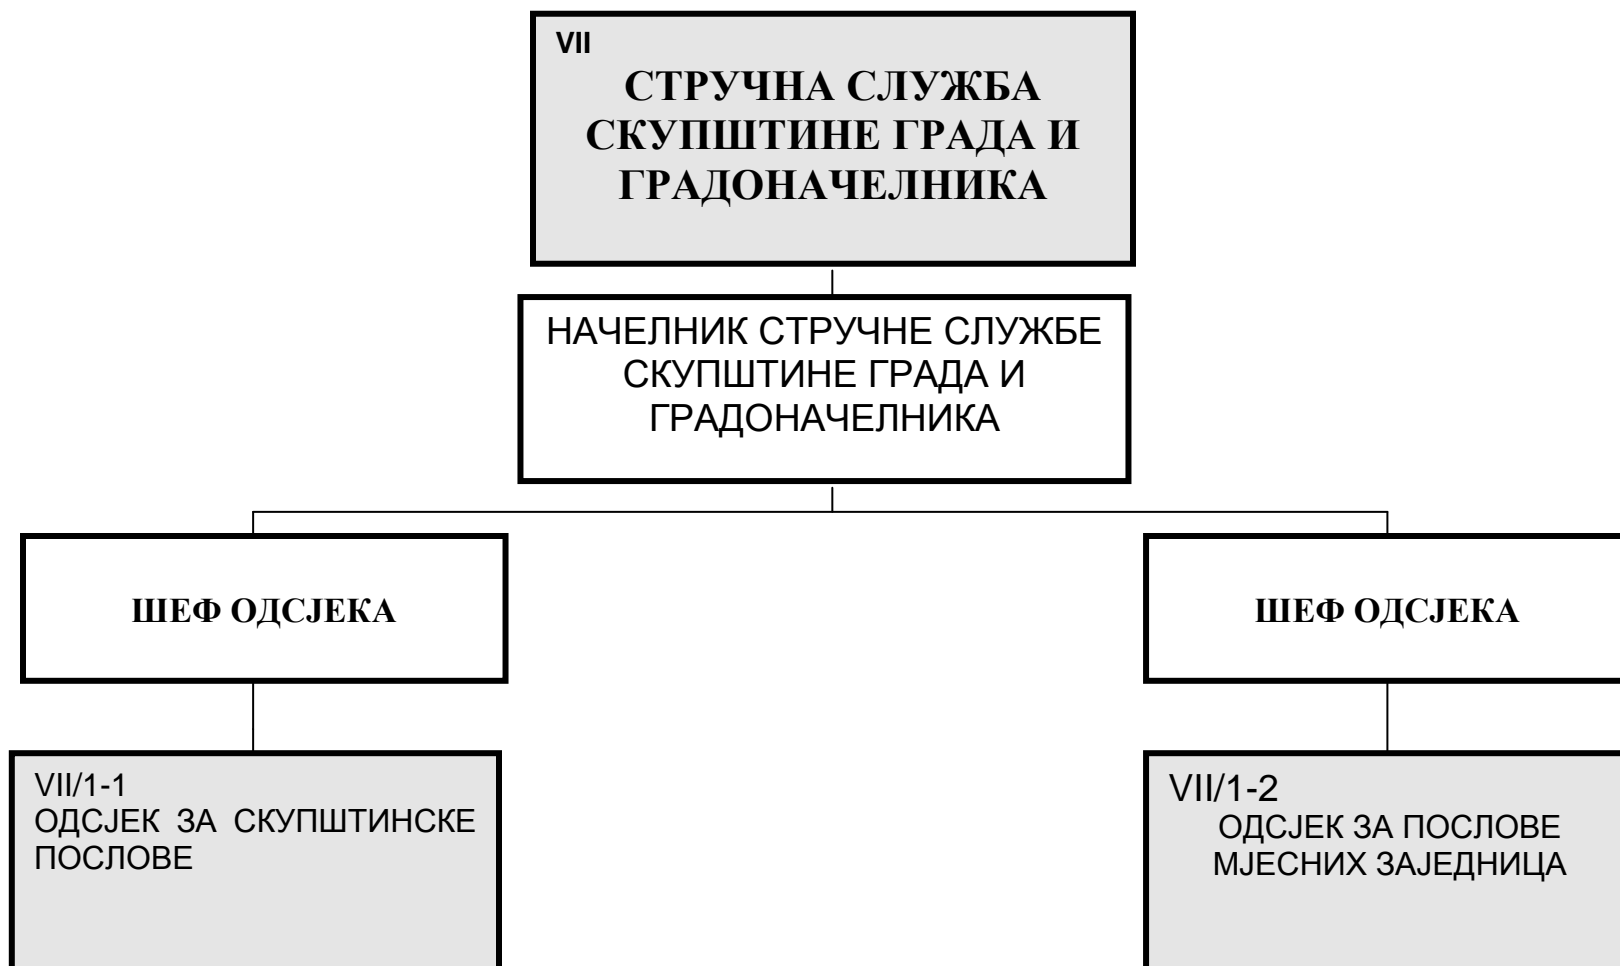 VII
СТРУЧНА СЛУЖБА
СКУПШТИНЕ ГРАДА И
ГРАДОНАЧЕЛНИКА
НАЧЕЛНИК СТРУЧНЕ СЛУЖБЕ
СКУПШТИНЕ ГРАДА И
ГРАДОНАЧЕЛНИКА
ШЕФ ОДСЈЕКА
ШЕФ ОДСЈЕКА
VII/1-1
ОДСЈЕК ЗА СКУПШТИНСКЕ
ПОСЛОВЕ
VII/1-2
ОДСЈЕК ЗА ПОСЛОВЕ
МЈЕСНИХ ЗАЈЕДНИЦА